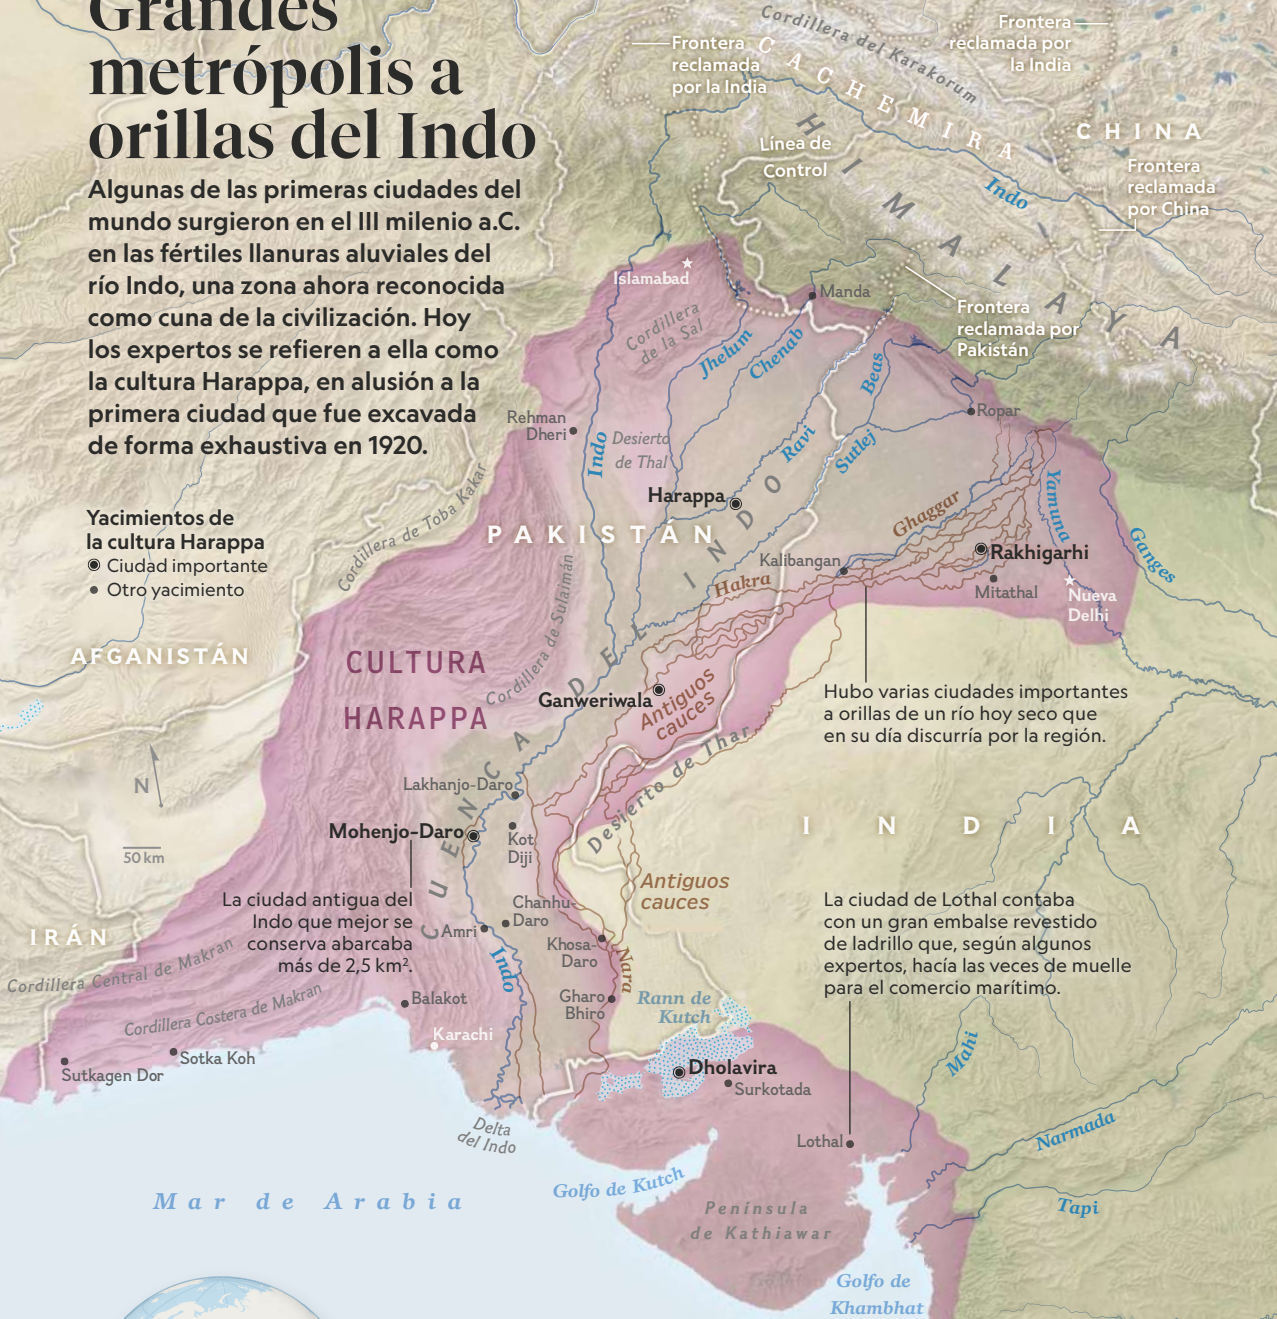 Grandes
metrópolis a
orillas del Indo
Algunas de las primeras ciudades del
mundo surgieron en el III milenio a.C.
en las fértiles llanuras aluviales del
río Indo, una zona ahora reconocida
como cuna de la civilización. Hoy
los expertos se refieren a ella como
la cultura Harappa, en alusión a la
primera ciudad que fue excavada
de forma exhaustiva en 1920.
Yacimientos de
la cultura Harappa
Ciudad importante
Otro yacimiento
Cordillera del Karakorum
Frontera
reclamada
por la India
Frontera
reclamada por
la India
CACHEMIRA
CHINA
HIMALAYA
Línea de
Control
Indo
Frontera
reclamada
por China
Islamabad
Manda
Frontera
reclamada por
Pakistán
Cordillera
de la Sal
Jhelum
Chenab
Beas
Ropar
Rehman
Dheri
Indo
Desierto
de Thal
Ravi
Sutlej
Cordillera de Toba Kakar
Harappa
Yamuna
Ghaggar
Ganges
PAKISTÁN
Rakhigarhi
Kalibangan
Hakra
Mitathal
Nueva
Delhi
Cordillera de Sulaimán
CUENCA DEL INDO
AFGANISTÁN
CULTURA
HARAPPA
Ganweriwala
Antiguos
cauces
Hubo varias ciudades importantes
a orillas de un río hoy seco que
en su día discurría por la región.
Desierto de Thar
N
50 km
Lakhanjo-Daro
Mohenjo-Daro
Kot
Diji
INDIA
La ciudad antigua del
Indo que mejor se
conserva abarcaba
más de 2,5 km².
Antiguos
cauces
Chanhu-
Daro
Amri
Khosa-
Daro
La ciudad de Lothal contaba
con un gran embalse revestido
de ladrillo que, según algunos
expertos, hacía las veces de muelle
para el comercio marítimo.
IRÁN
Cordillera Central de Makran
Cordillera Costera de Makran
Indo
Nara
Balakot
Gharo
Bhiro
Rann de
Kutch
Karachi
Sotka Koh
Sutkagen Dor
Dholavira
Surkotada
Mahi
Delta
del Indo
Lothal
Narmada
Mar de Arabia
Golfo de Kutch
Península
de Kathiawar
Tapi
Golfo de
Khambhat